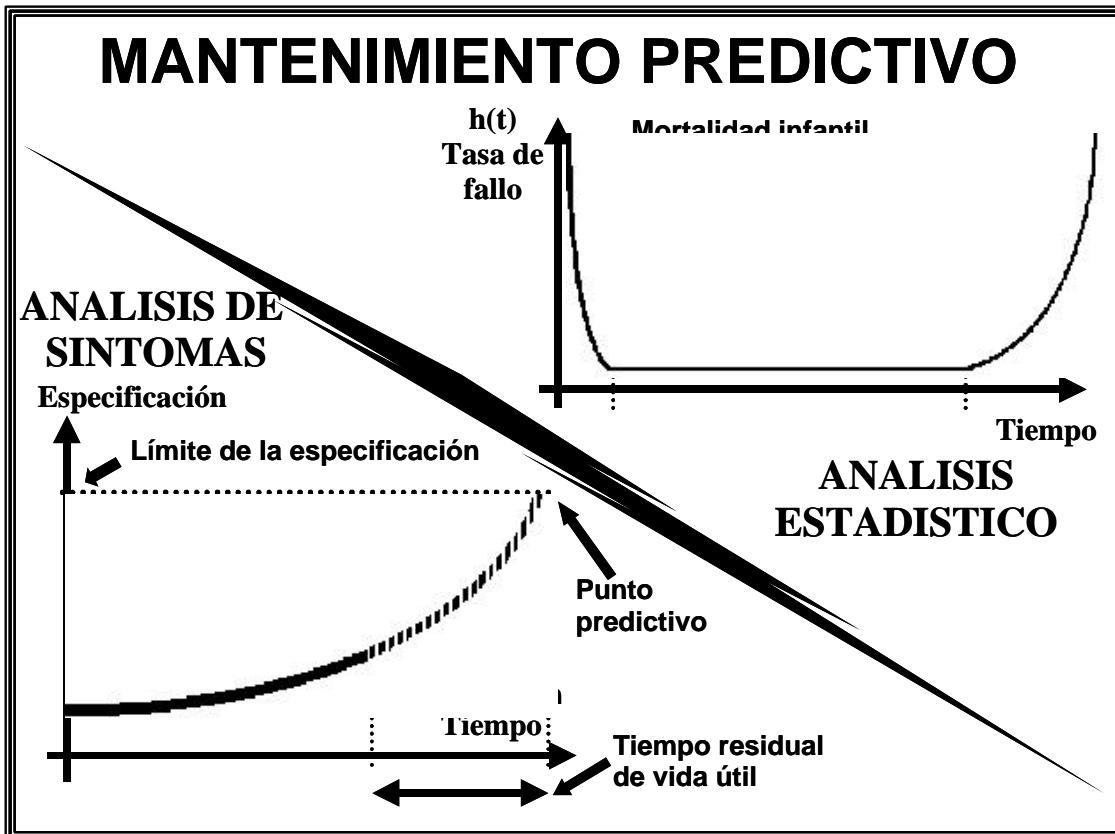 MANTENIMIENTO PREDICTIVO
h(t)
Tasa de
fallo
Mortalidad infantil
Tiempo
ANALISIS
ESTADISTICO
ANALISIS DE
SINTOMAS
Especificación
Límite de la especificación
Punto
predictivo
Tiempo
Tiempo residual
de vida útil